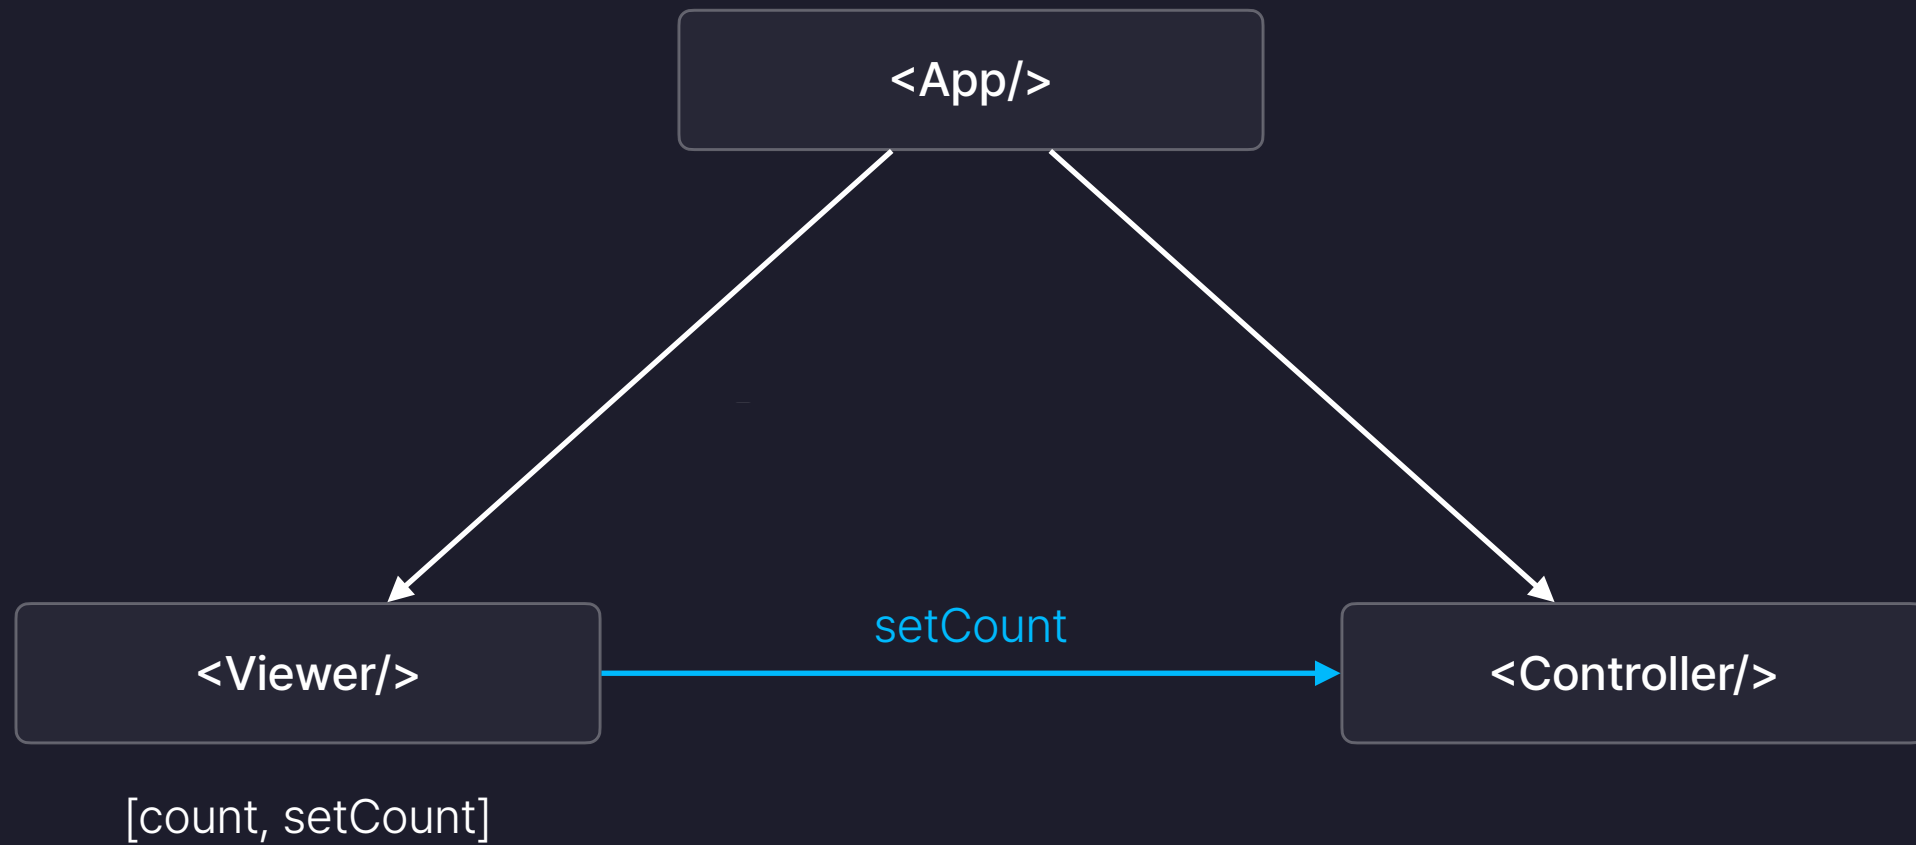 <App/>
setCount
<Viewer/>
<Controller/>
[count, setCount]